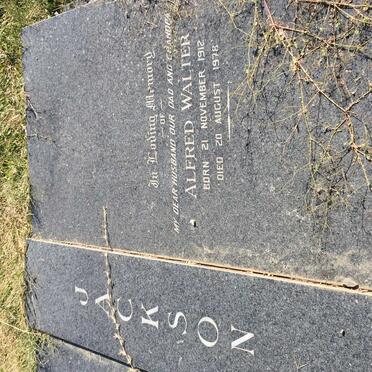 In Loving Memory
— OF —
MY DEAR HUSBAND, OUR DAD AND GRANDPA
ALFRED WALTER
BORN 21 NOVEMBER 1912
DIED 20 AUGUST 1978
JACKSON